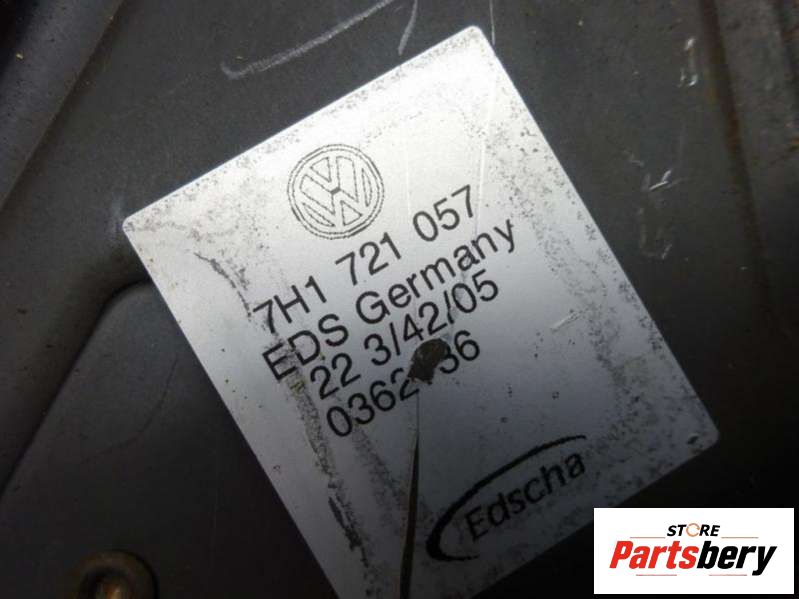 7H1 721 057
EDS Germany
22 3/42/05
Edscha
STORE
Partsbery